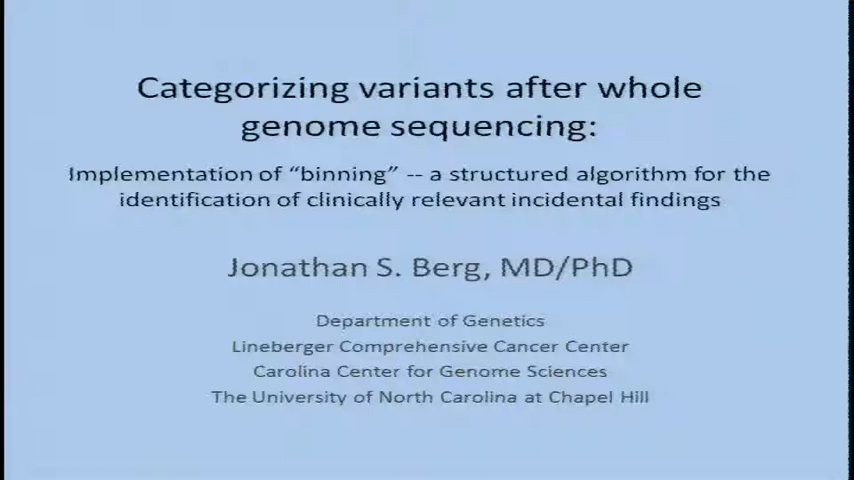 Categorizing variants after whole
genome sequencing:
Implementation of “binning” -- a structured algorithm for the
identification of clinically relevant incidental findings
Jonathan S. Berg, MD/PhD
Department of Genetics
Lineberger Comprehensive Cancer Center
Carolina Center for Genome Sciences
The University of North Carolina at Chapel Hill